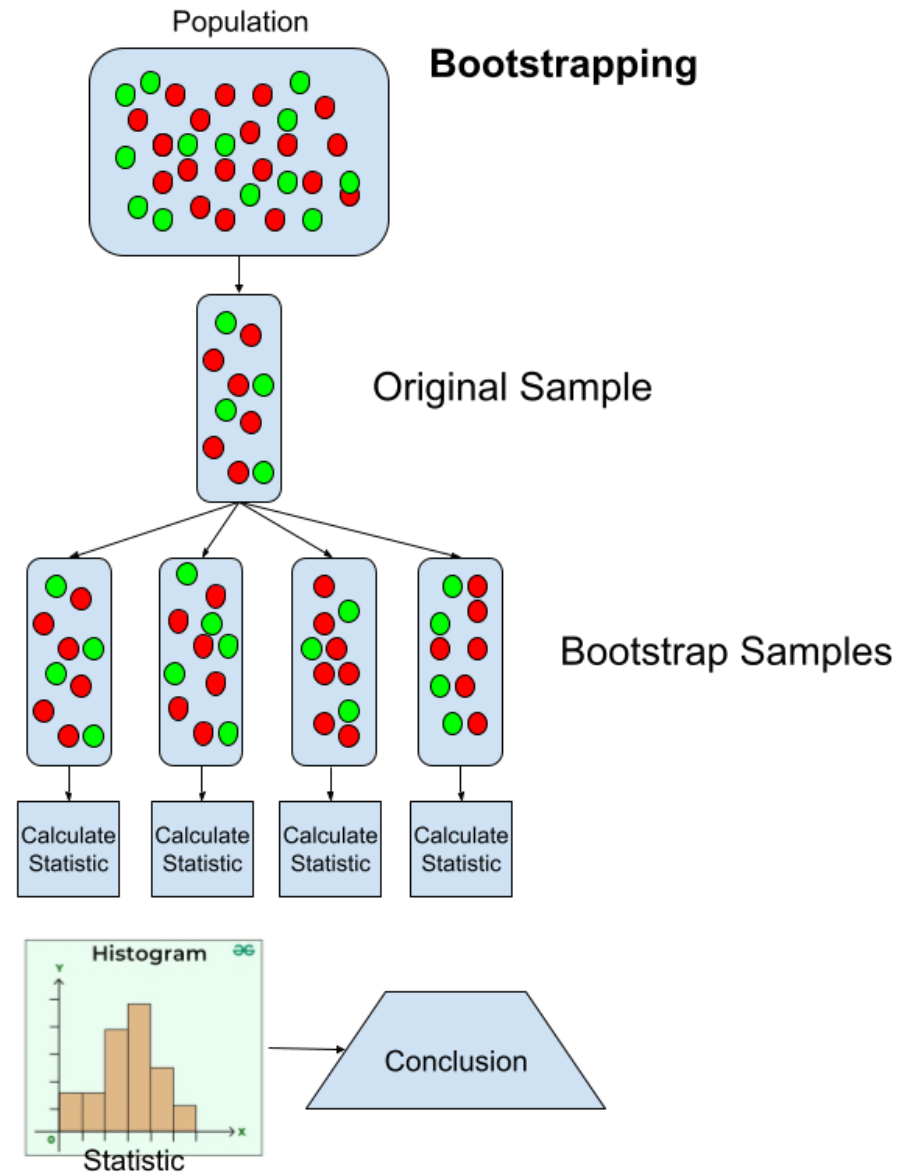 Population
Bootstrapping
Original Sample
Bootstrap Samples
Calculate
Statistic
Calculate
Statistic
Calculate
Statistic
Calculate
Statistic
Histogram
Y
0
X
Statistic
Conclusion